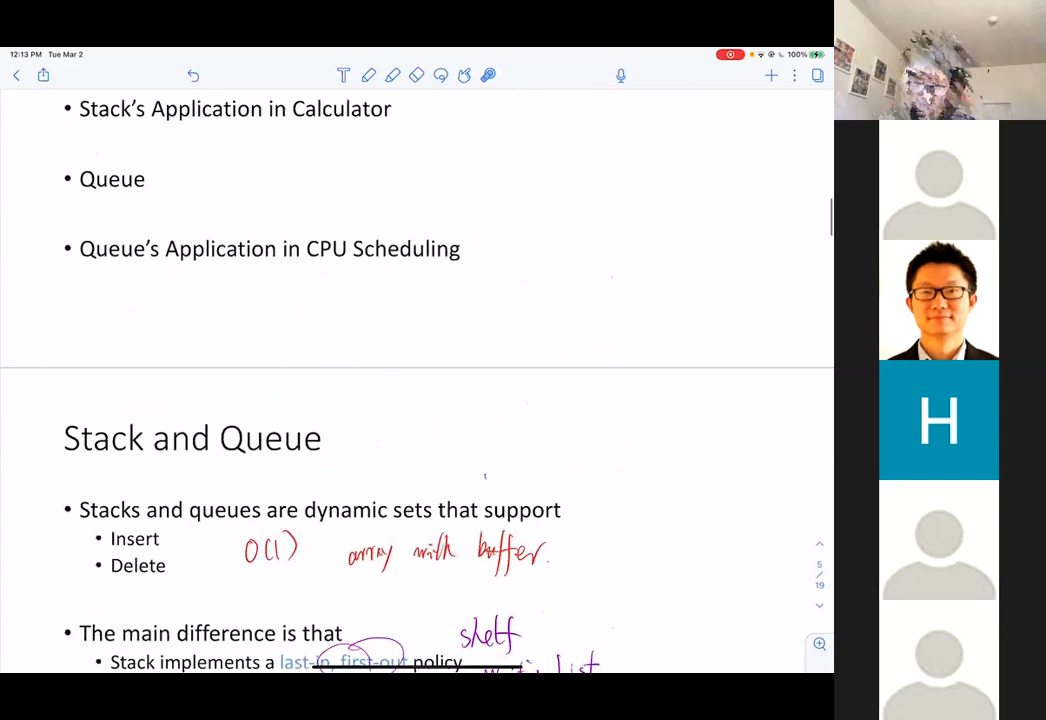 12:13 PM Tue Mar 2
100%
• Stack's Application in Calculator
• Queue
• Queue's Application in CPU Scheduling
Stack and Queue
• Stacks and queues are dynamic sets that support
• Insert
• Delete
O(1) array with buffer.
• The main difference is that
shelf
• Stack implements a last-in, first-out policy
list
5
/
19
H